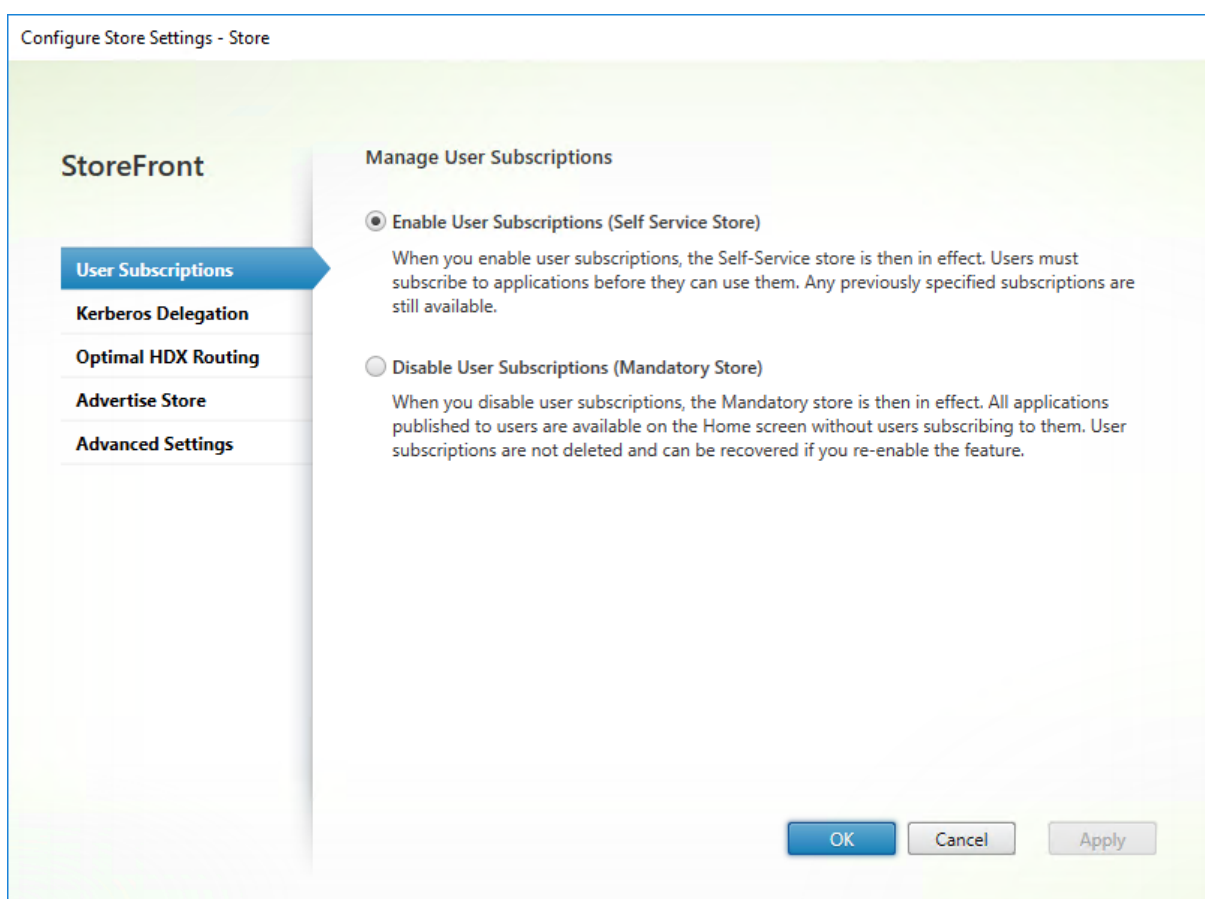 Configure Store Settings - Store
StoreFront
User Subscriptions
Kerberos Delegation
Optimal HDX Routing
Advertise Store
Advanced Settings
Manage User Subscriptions
Enable User Subscriptions (Self Service Store)
When you enable user subscriptions, the Self-Service store is then in effect. Users must
subscribe to applications before they can use them. Any previously specified subscriptions are
still available.
Disable User Subscriptions (Mandatory Store)
When you disable user subscriptions, the Mandatory store is then in effect. All applications
published to users are available on the Home screen without users subscribing to them. User
subscriptions are not deleted and can be recovered if you re-enable the feature.
OK
Cancel
Apply